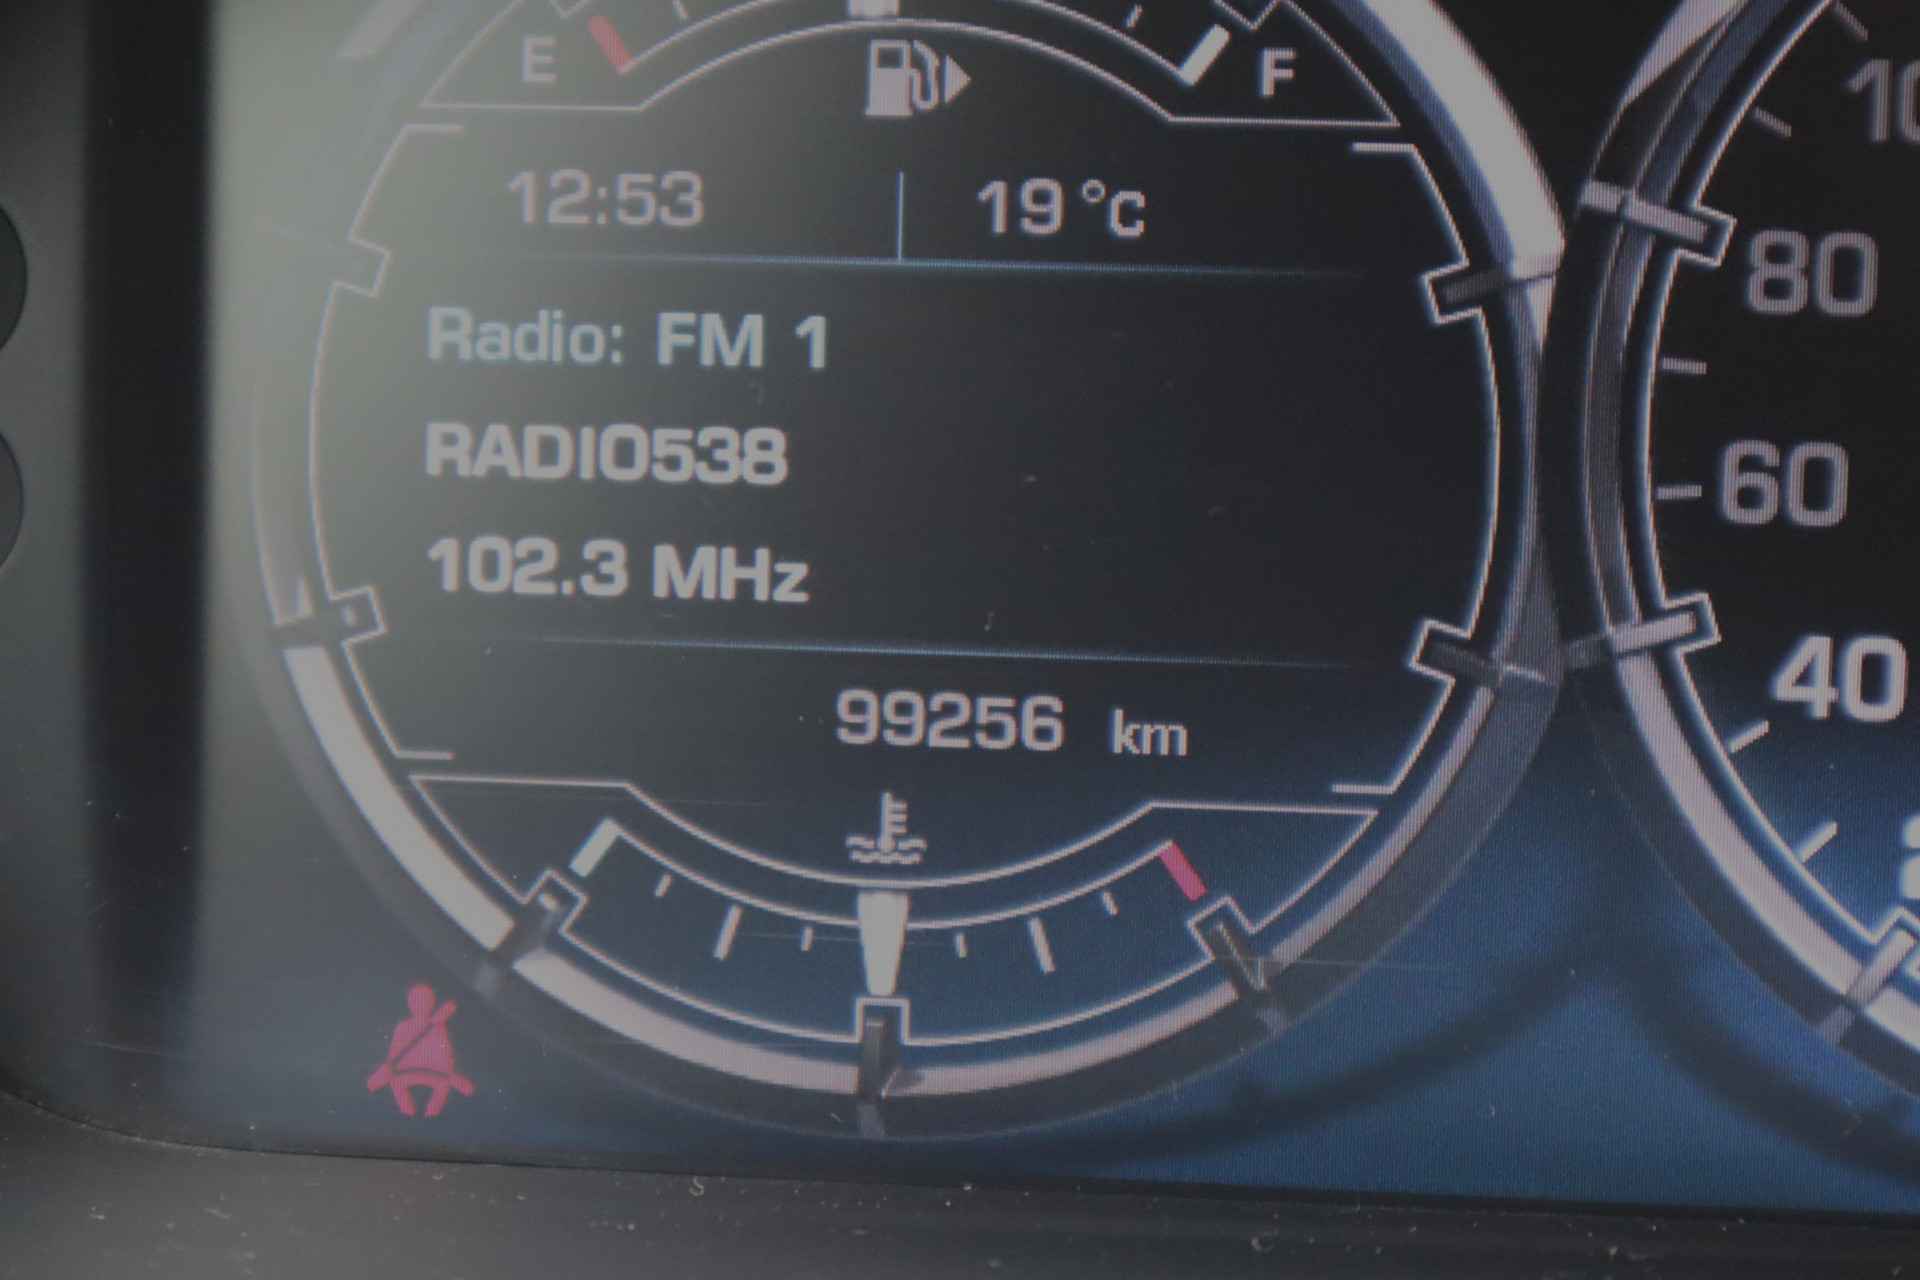 E F
12:53 19 °C
Radio: FM 1
RADIO538
102.3 MHz
99256 km
80
60
40